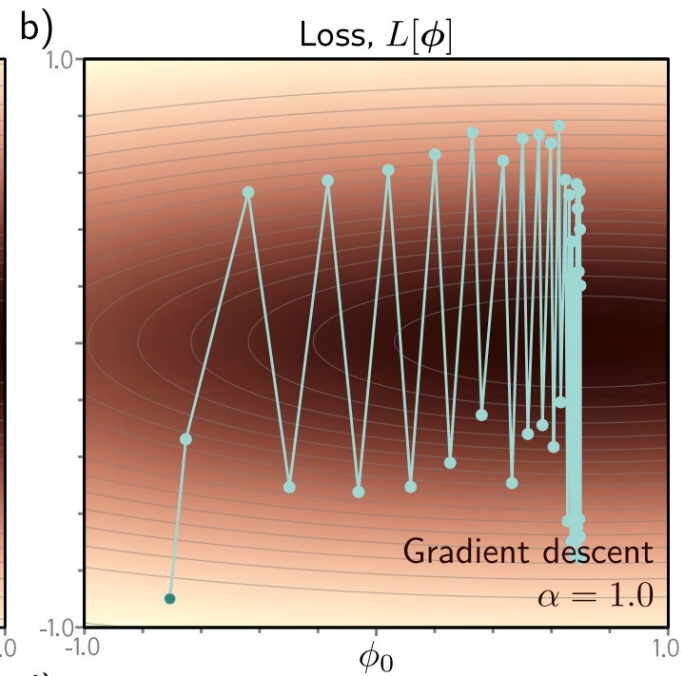 b)
Loss, L[ϕ]
1.0
-1.0
.0
-1.0
ϕ₀
1.0
Gradient descent
α = 1.0